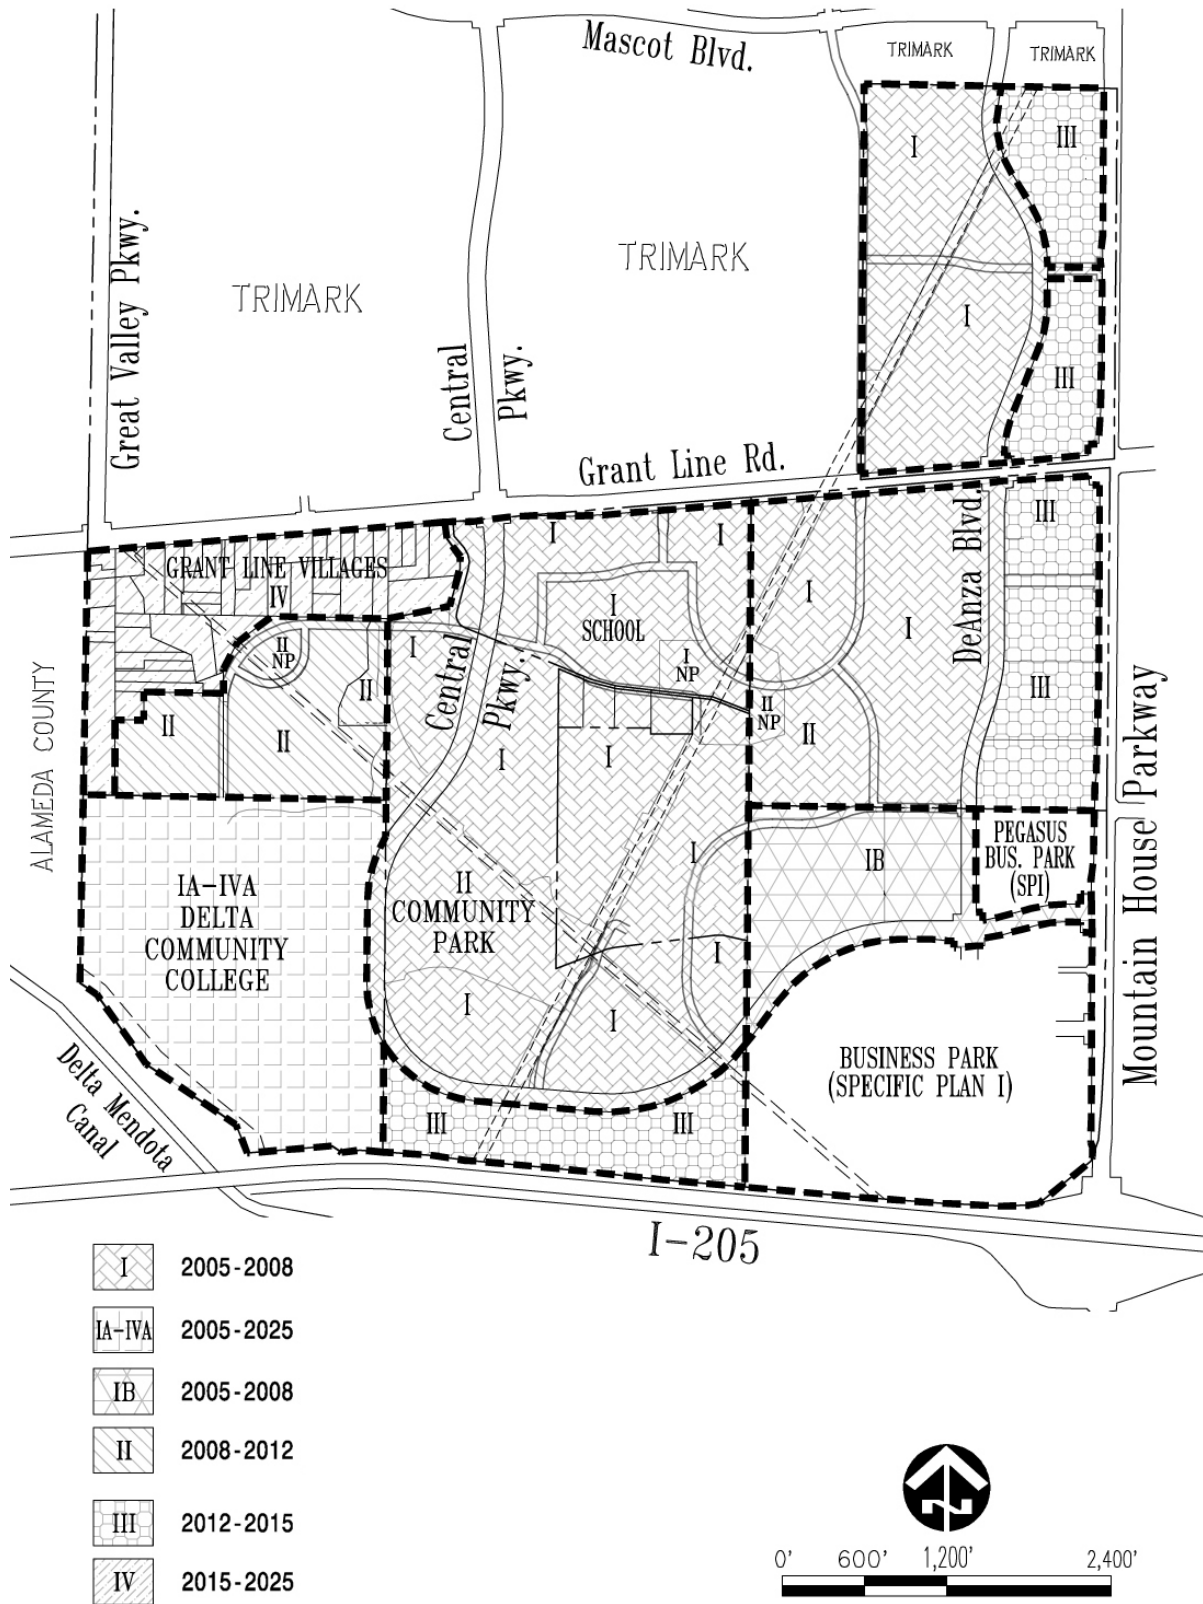 Mascot Blvd.
TRIMARK
TRIMARK
I
III
Great Valley Pkwy.
TRIMARK
TRIMARK
Central
Pkwy.
I
III
Grant Line Rd.
DeAnza Blvd.
III
GRANT LINE VILLAGES
IV
I
I
I
SCHOOL
I
I
II
NP
II
I
I
NP
II
NP
II
III
II
II
Central
Pkwy.
I
I
ALAMEDA COUNTY
Mountain House Parkway
IA-IVA
DELTA
COMMUNITY
COLLEGE
II
COMMUNITY
PARK
I
I
I
I
IB
PEGASUS
BUS. PARK
(SPI)
BUSINESS PARK
(SPECIFIC PLAN I)
III
III
Delta Mendota
Canal
I-205
I 2005-2008
IA-IVA 2005-2025
IB 2005-2008
II 2008-2012
III 2012-2015
IV 2015-2025
N
0' 600' 1,200' 2,400'